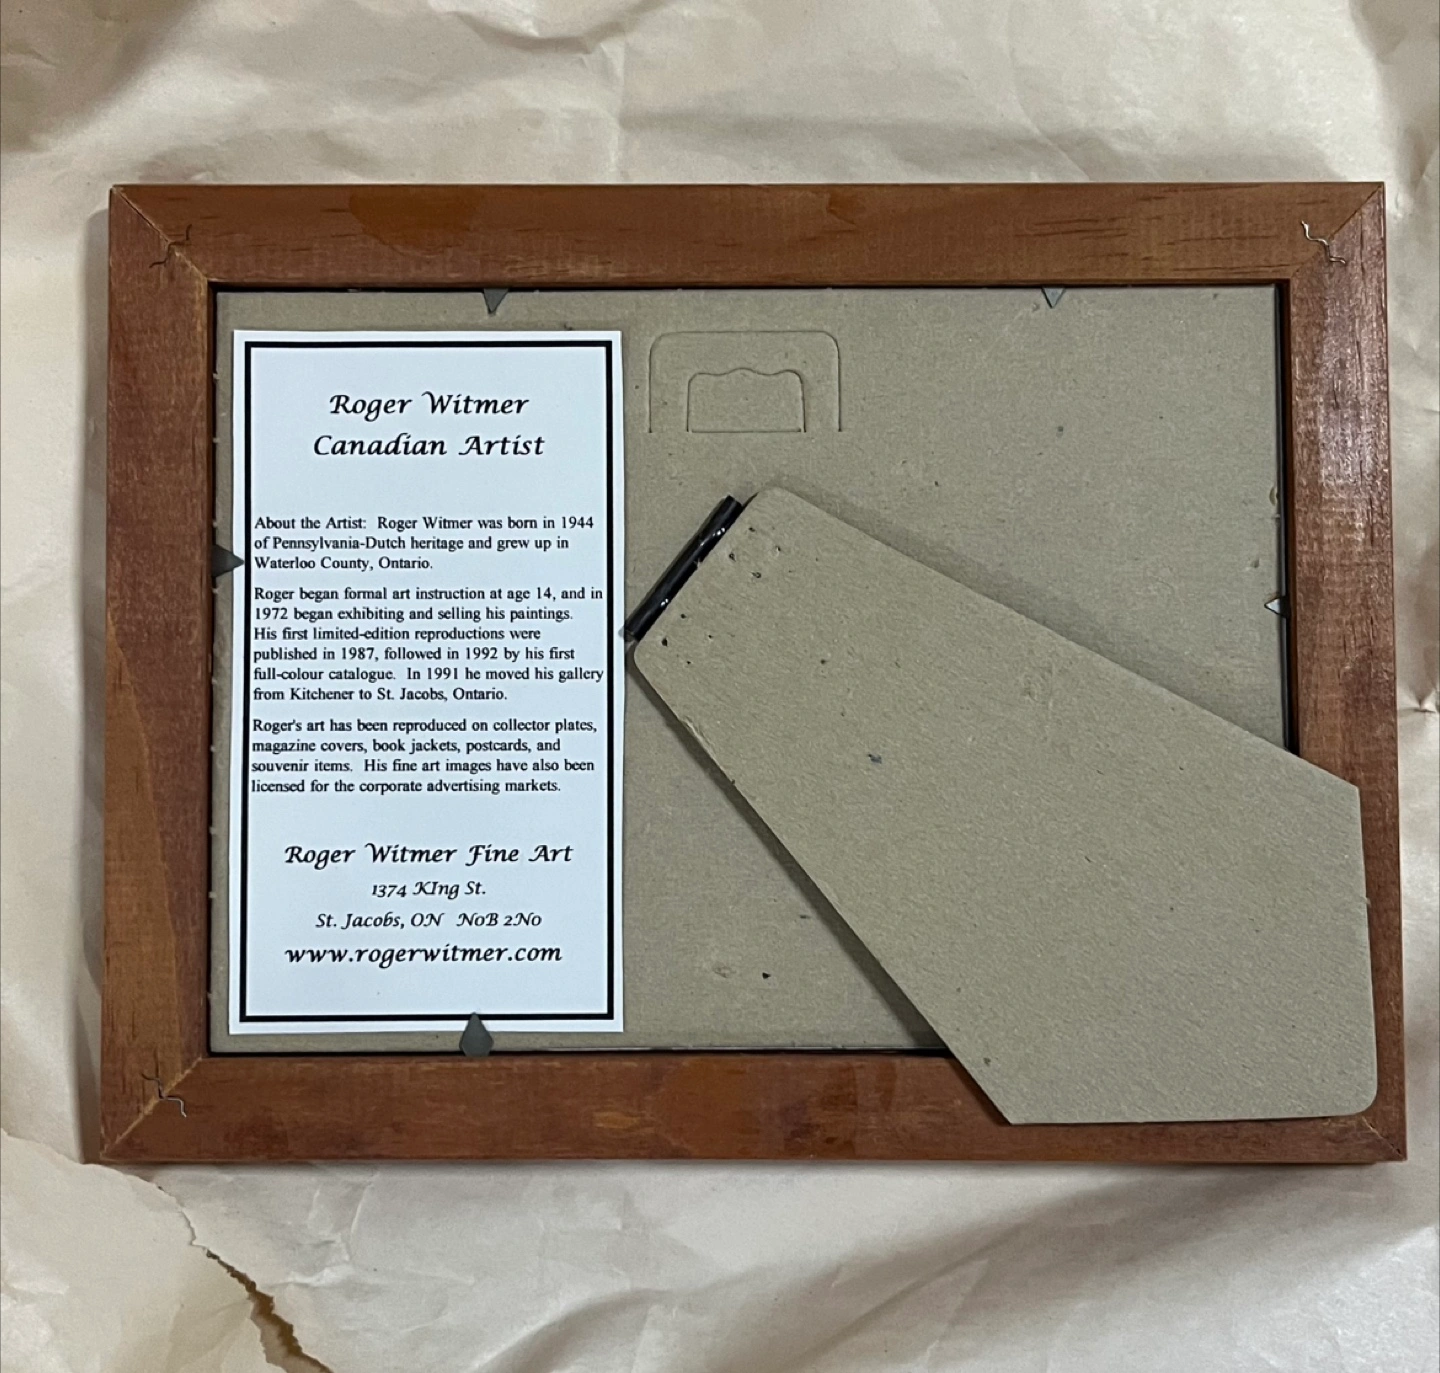 Roger Witmer
Canadian Artist
About the Artist: Roger Witmer was born in 1944
of Pennsylvania-Dutch heritage and grew up in
Waterloo County, Ontario.
Roger began formal art instruction at age 14, and in
1972 began exhibiting and selling his paintings.
His first limited-edition reproductions were
published in 1987, followed in 1992 by his first
full-colour catalogue. In 1991 he moved his gallery
from Kitchener to St. Jacobs, Ontario.
Roger's art has been reproduced on collector plates,
magazine covers, book jackets, postcards, and
souvenir items. His fine art images have also been
licensed for the corporate advertising markets.
Roger Witmer Fine Art
1374 KIng St.
St. Jacobs, ON N0B 2N0
www.rogerwitmer.com